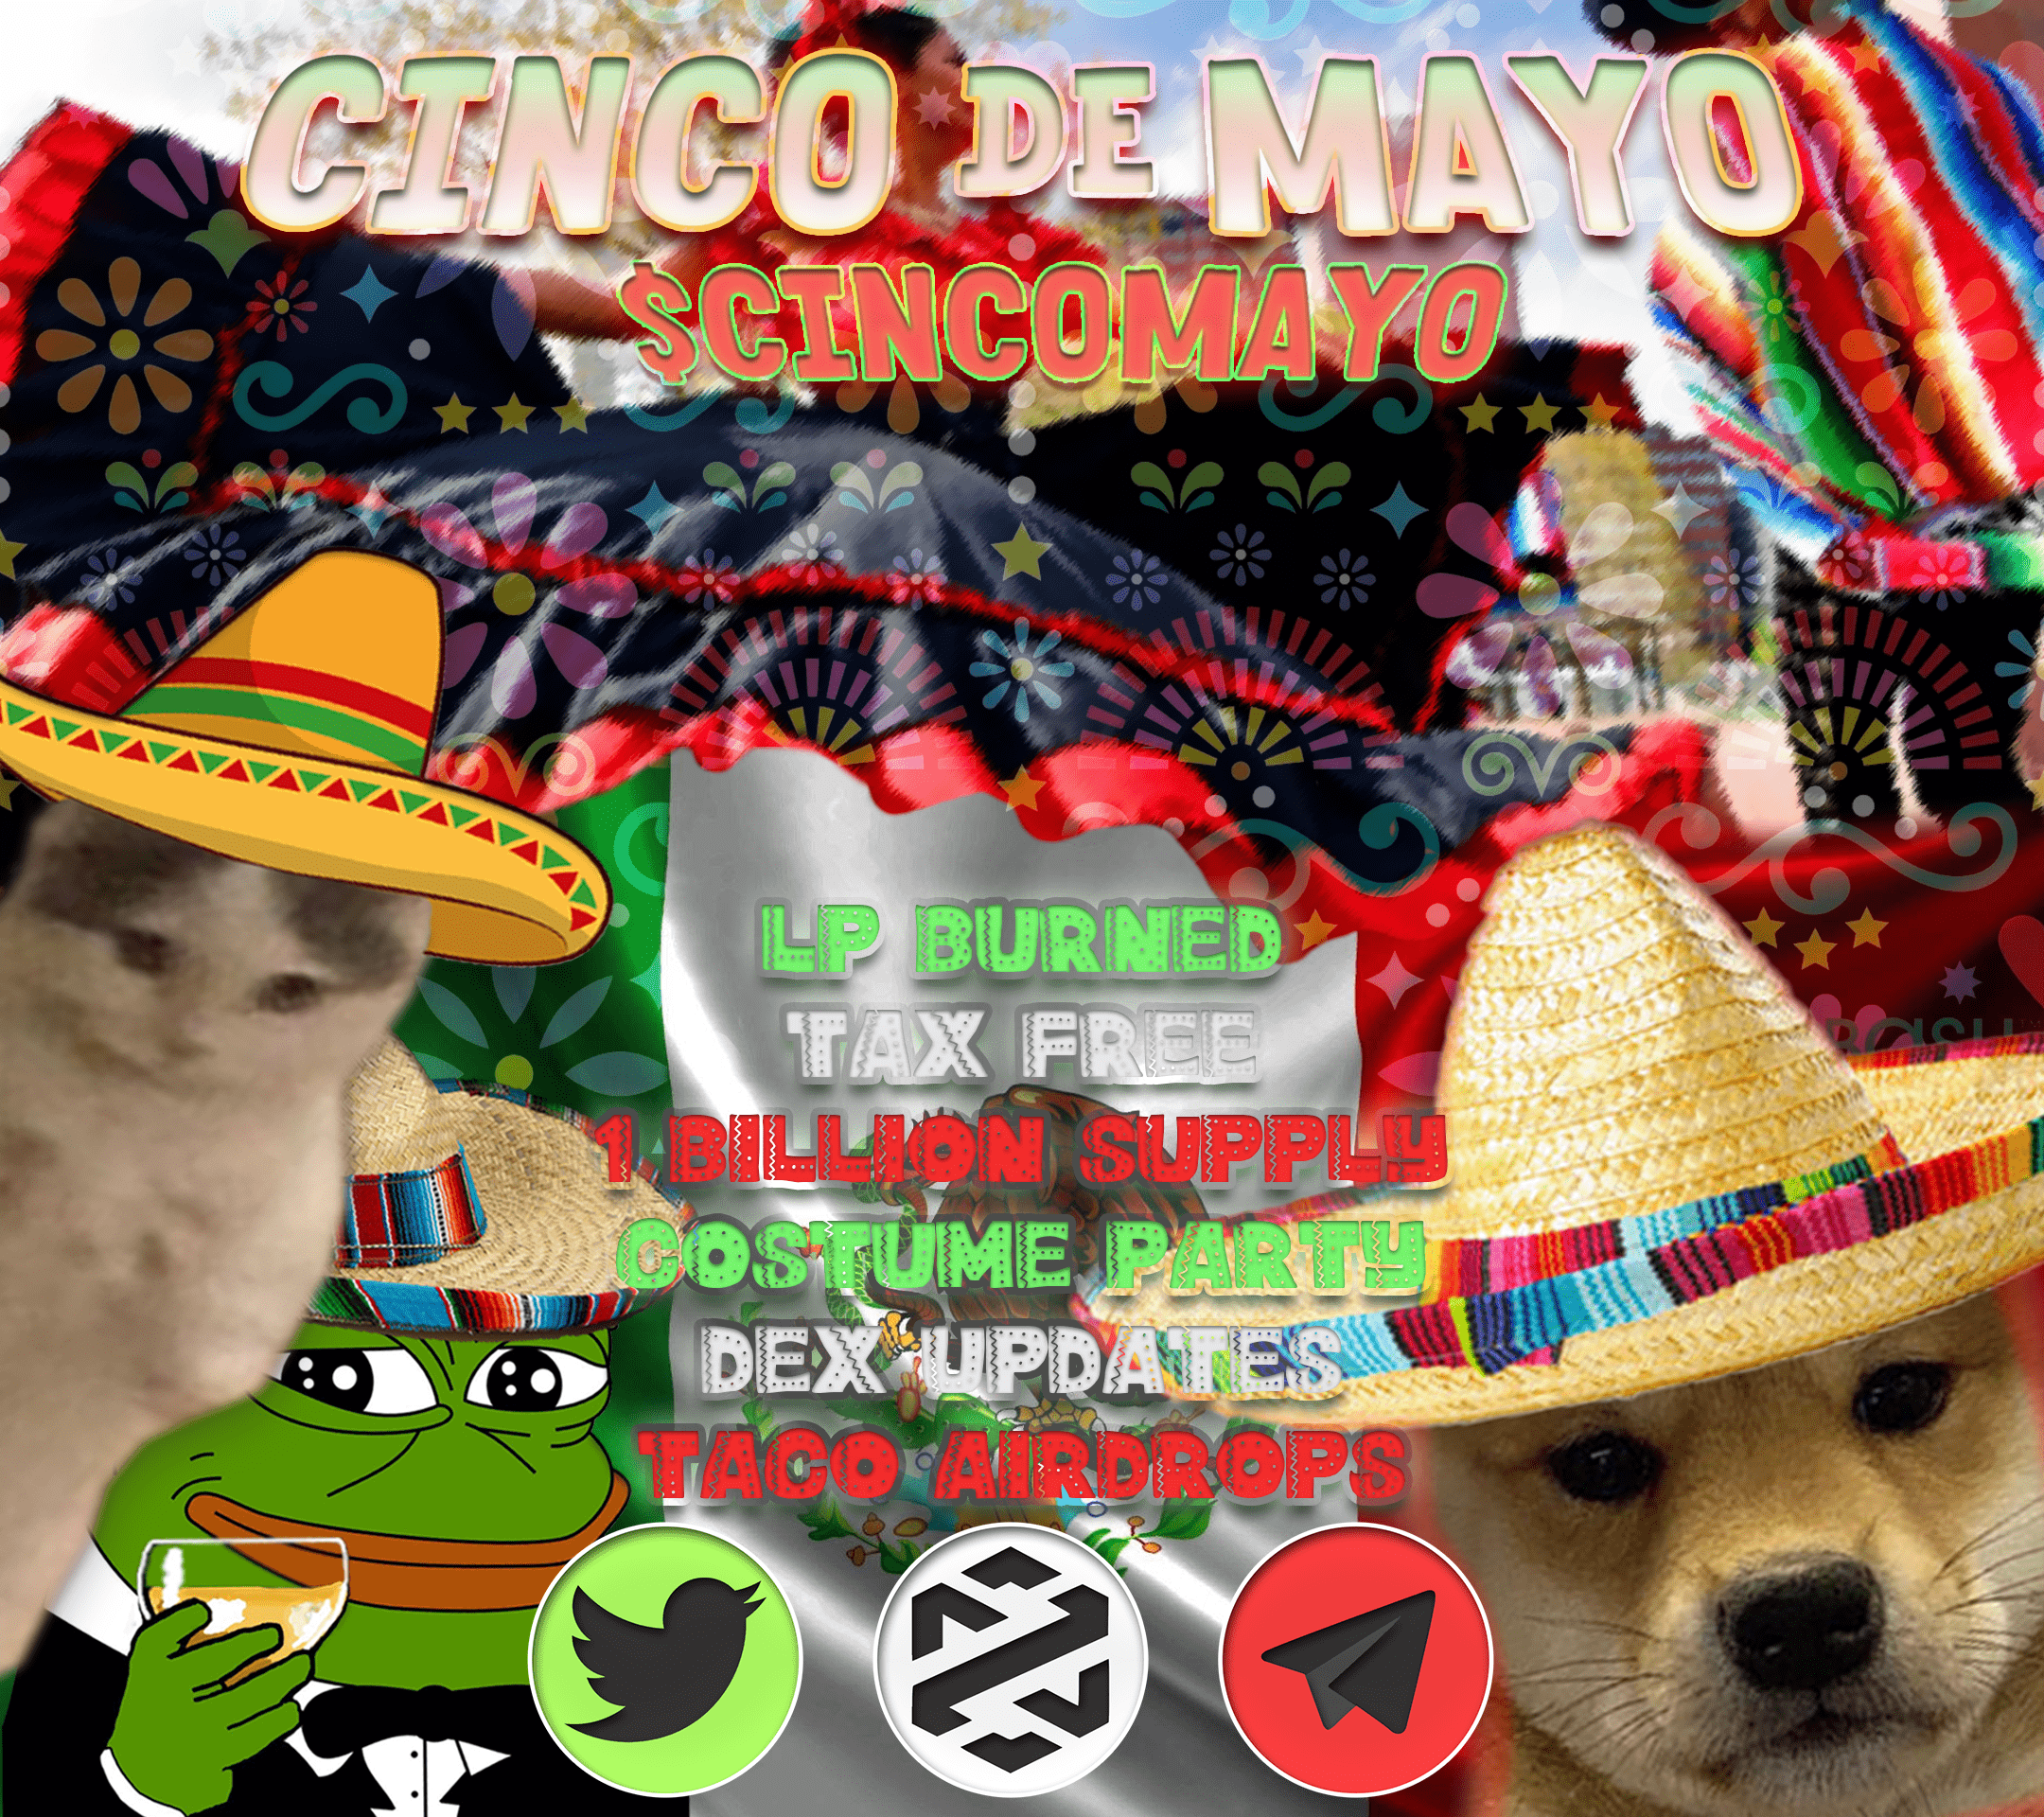 CINCO DE MAYO
$CINCOMAYO
LP BURNED
TAX FREE
1 BILLION SUPPLY
COSTUME PARTY
DEX UPDATES
TACO AIRDROPS